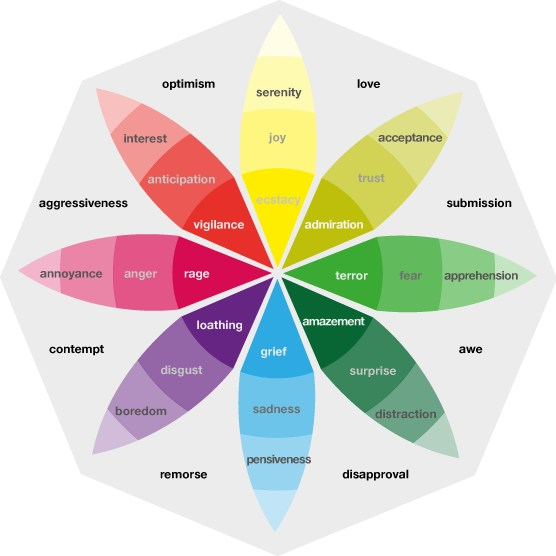 optimism
love
serenity
interest
acceptance
joy
anticipation
trust
aggressiveness
ecstacy
submission
vigilance
admiration
annoyance
anger
rage
terror
fear
apprehension
loathing
amazement
contempt
grief
awe
disgust
surprise
boredom
sadness
distraction
pensiveness
remorse
disapproval